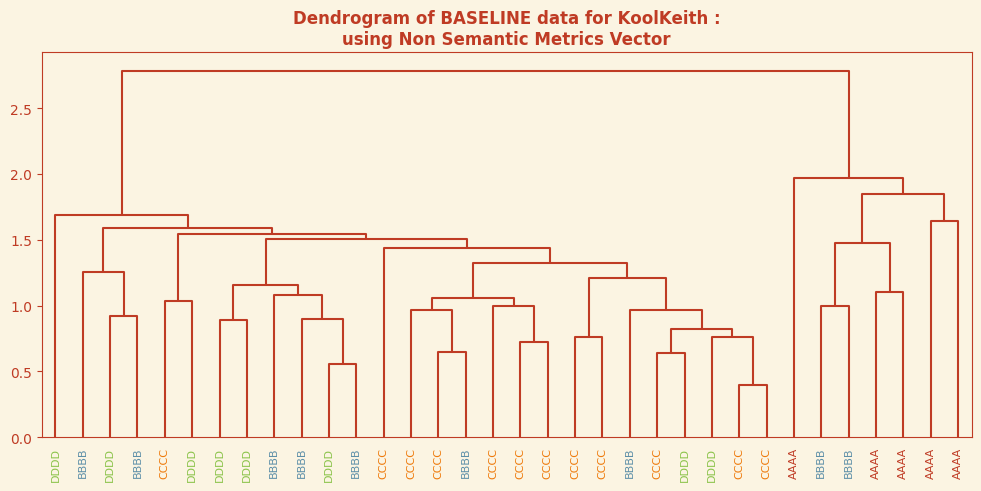 Dendrogram of BASELINE data for KoolKeith :
using Non Semantic Metrics Vector
2.5
2.0
1.5
1.0
0.5
0.0
DDDD BBBB DDDD BBBB CCCC DDDD DDDD DDDD BBBB BBBB DDDD BBBB CCCC CCCC CCCC BBBB CCCC CCCC CCCC CCCC CCCC BBBB CCCC DDDD DDDD CCCC CCCC AAAA BBBB BBBB AAAA AAAA AAAA AAAA